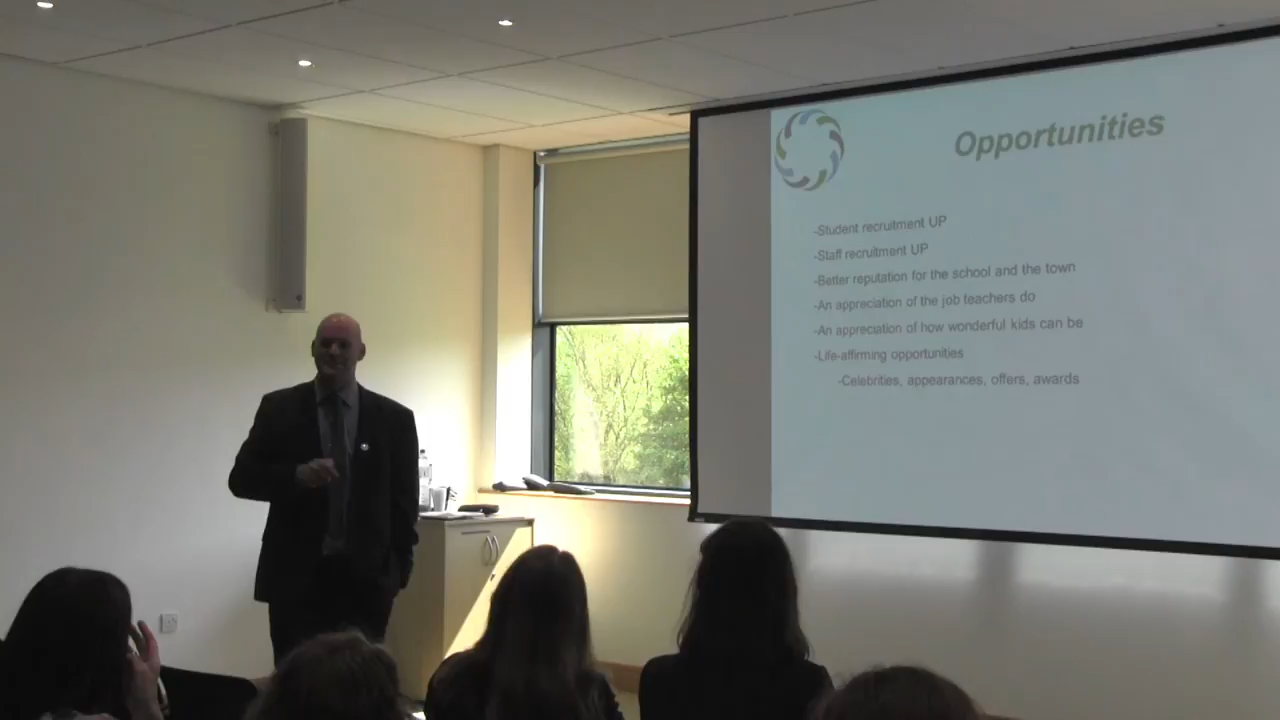 Opportunities
-Student recruitment UP
-Staff recruitment UP
-Better reputation for the school and the town
-An appreciation of the job teachers do
-An appreciation of how wonderful kids can be
-Life-affirming opportunities
-Celebrities, appearances, offers, awards